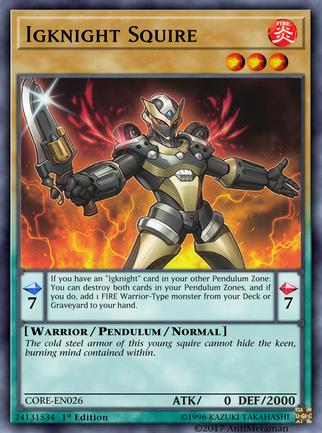 Igknight Squire
FIRE
炎
7
If you have an "Igknight" card in your other Pendulum Zone:
You can destroy both cards in your Pendulum Zones, and if
you do, add 1 FIRE Warrior-Type monster from your Deck or
Graveyard to your hand.
7
[Warrior / Pendulum / Normal]
The cold steel armor of this young squire cannot hide the keen,
burning mind contained within.
CORE-EN026
ATK/ 0 DEF/2000
24131534 1st Edition
©1996 KAZUKI TAKAHASHI
©2017 AntiMetaman